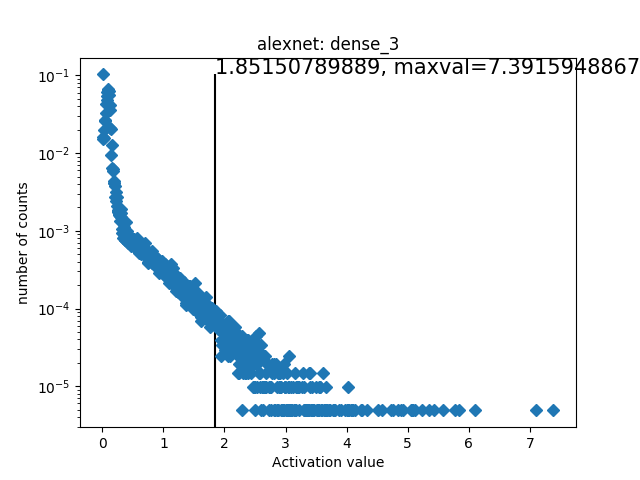 alexnet: dense_3
1.85150789889, maxval=7.3915948867
10⁻¹
10⁻²
10⁻³
10⁻⁴
10⁻⁵
number of counts
0 1 2 3 4 5 6 7
Activation value